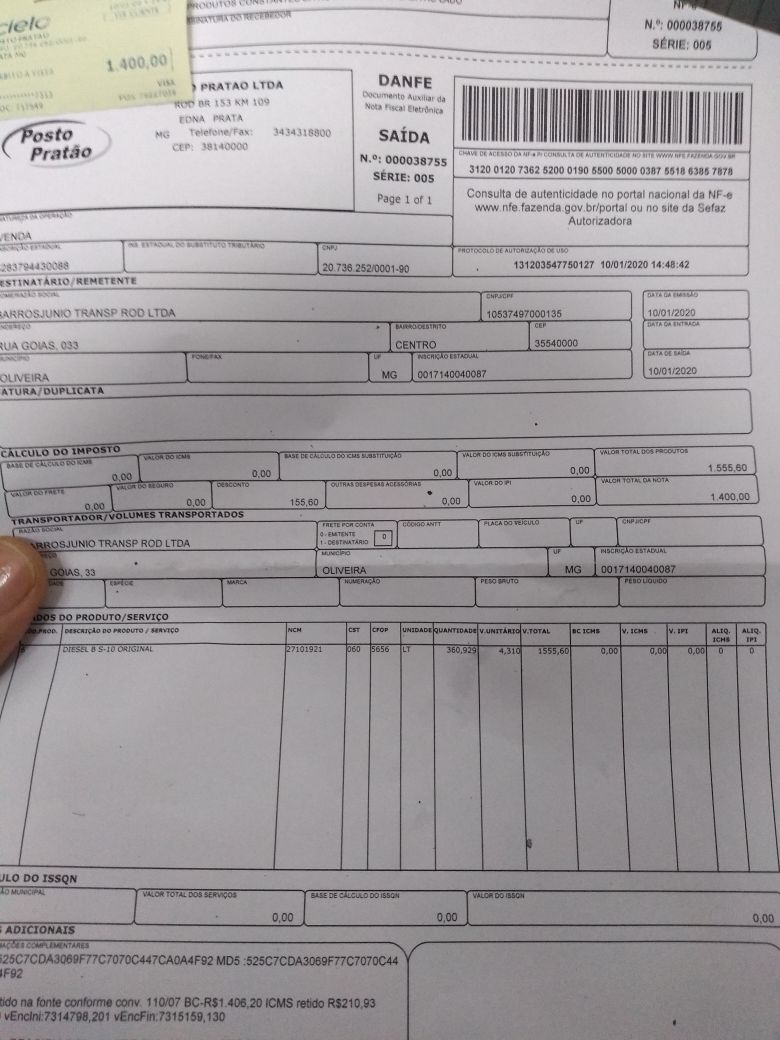 PRODUTOS CONSTANTES
RECEBEDOR
NF-e
N.º: 000038755
SÉRIE: 005
cielo
VIA CLIENTE
1.400,00
VISA
PRATAO LTDA
ROD BR 153 KM 109
EDNA PRATA
MG Telefone/Fax: 3434318800
CEP: 38140000
Posto
Pratão
DANFE
Documento Auxiliar da
Nota Fiscal Eletrônica
SAÍDA
N.º: 000038755
SÉRIE: 005
Page 1 of 1
CHAVE DE ACESSO DA NF-e P/ CONSULTA DE AUTENTICIDADE NO SITE WWW.NFE.FAZENDA.GOV.BR
3120 0120 7362 5200 0190 5500 5000 0387 5518 6385 7878
Consulta de autenticidade no portal nacional da NF-e
www.nfe.fazenda.gov.br/portal ou no site da Sefaz
Autorizadora
NATUREZA DA OPERAÇÃO
VENDA
PROTOCOLO DE AUTORIZAÇÃO DE USO
131203547750127 10/01/2020 14:48:42
INSCRIÇÃO ESTADUAL
283794430088
INS. ESTADUAL DO SUBSTITUTO TRIBUTÁRIO
CNPJ
20.736.252/0001-90
ESTINATÁRIO/REMETENTE
NOME/RAZÃO SOCIAL
BARROSJUNIO TRANSP ROD LTDA
CNPJ/CPF
10537497000135
DATA DA EMISSÃO
10/01/2020
ENDEREÇO
RUA GOIAS, 033
BAIRRO/DISTRITO
CENTRO
CEP
35540000
DATA DA ENTRADA
MUNICÍPIO
OLIVEIRA
FONE/FAX
UF
MG
INSCRIÇÃO ESTADUAL
0017140040087
DATA DE SAÍDA
10/01/2020
ATURA/DUPLICATA
CÁLCULO DO IMPOSTO
BASE DE CÁLCULO DO ICMS
0,00
VALOR DO ICMS
0,00
BASE DE CÁLCULO DO ICMS SUBSTITUIÇÃO
0,00
VALOR DO ICMS SUBSTITUIÇÃO
0,00
VALOR TOTAL DOS PRODUTOS
1.555,60
VALOR DO FRETE
0,00
VALOR DO SEGURO
0,00
DESCONTO
155,60
OUTRAS DESPESAS ACESSÓRIAS
0,00
VALOR DO IPI
0,00
VALOR TOTAL DA NOTA
1.400,00
TRANSPORTADOR/VOLUMES TRANSPORTADOS
RAZÃO SOCIAL
ARROSJUNIO TRANSP ROD LTDA
FRETE POR CONTA
0 - EMITENTE
1 - DESTINATÁRIO
0
CÓDIGO ANTT
PLACA DO VEÍCULO
UF
CNPJ/CPF
GOIAS, 33
MUNICÍPIO
OLIVEIRA
UF
MG
INSCRIÇÃO ESTADUAL
0017140040087
DADE
ESPÉCIE
MARCA
NUMERAÇÃO
PESO BRUTO
PESO LÍQUIDO
ADOS DO PRODUTO/SERVIÇO
PROD. DESCRIÇÃO DO PRODUTO / SERVIÇO NCM CST CFOP UNIDADE QUANTIDADE V.UNITÁRIO V.TOTAL BC ICMS V. ICMS V. IPI ALIQ. ICMS ALIQ. IPI
DIESEL B S-10 ORIGINAL 27101921 060 5656 LT 360,929 4,310 1555,60 0,00 0,00 0,00 0 0
ULO DO ISSQN
ÃO MUNICIPAL
VALOR TOTAL DOS SERVIÇOS
0,00
BASE DE CÁLCULO DO ISSQN
0,00
VALOR DO ISSQN
0,00
S ADICIONAIS
AÇÕES COMPLEMENTARES
525C7CDA3069F77C7070C447CA0A4F92 MD5 :525C7CDA3069F77C7070C44
4F92
tido na fonte conforme conv. 110/07 BC-R$1.406,20 ICMS retido R$210,93
vEncIni:7314798,201 vEncFin:7315159,130